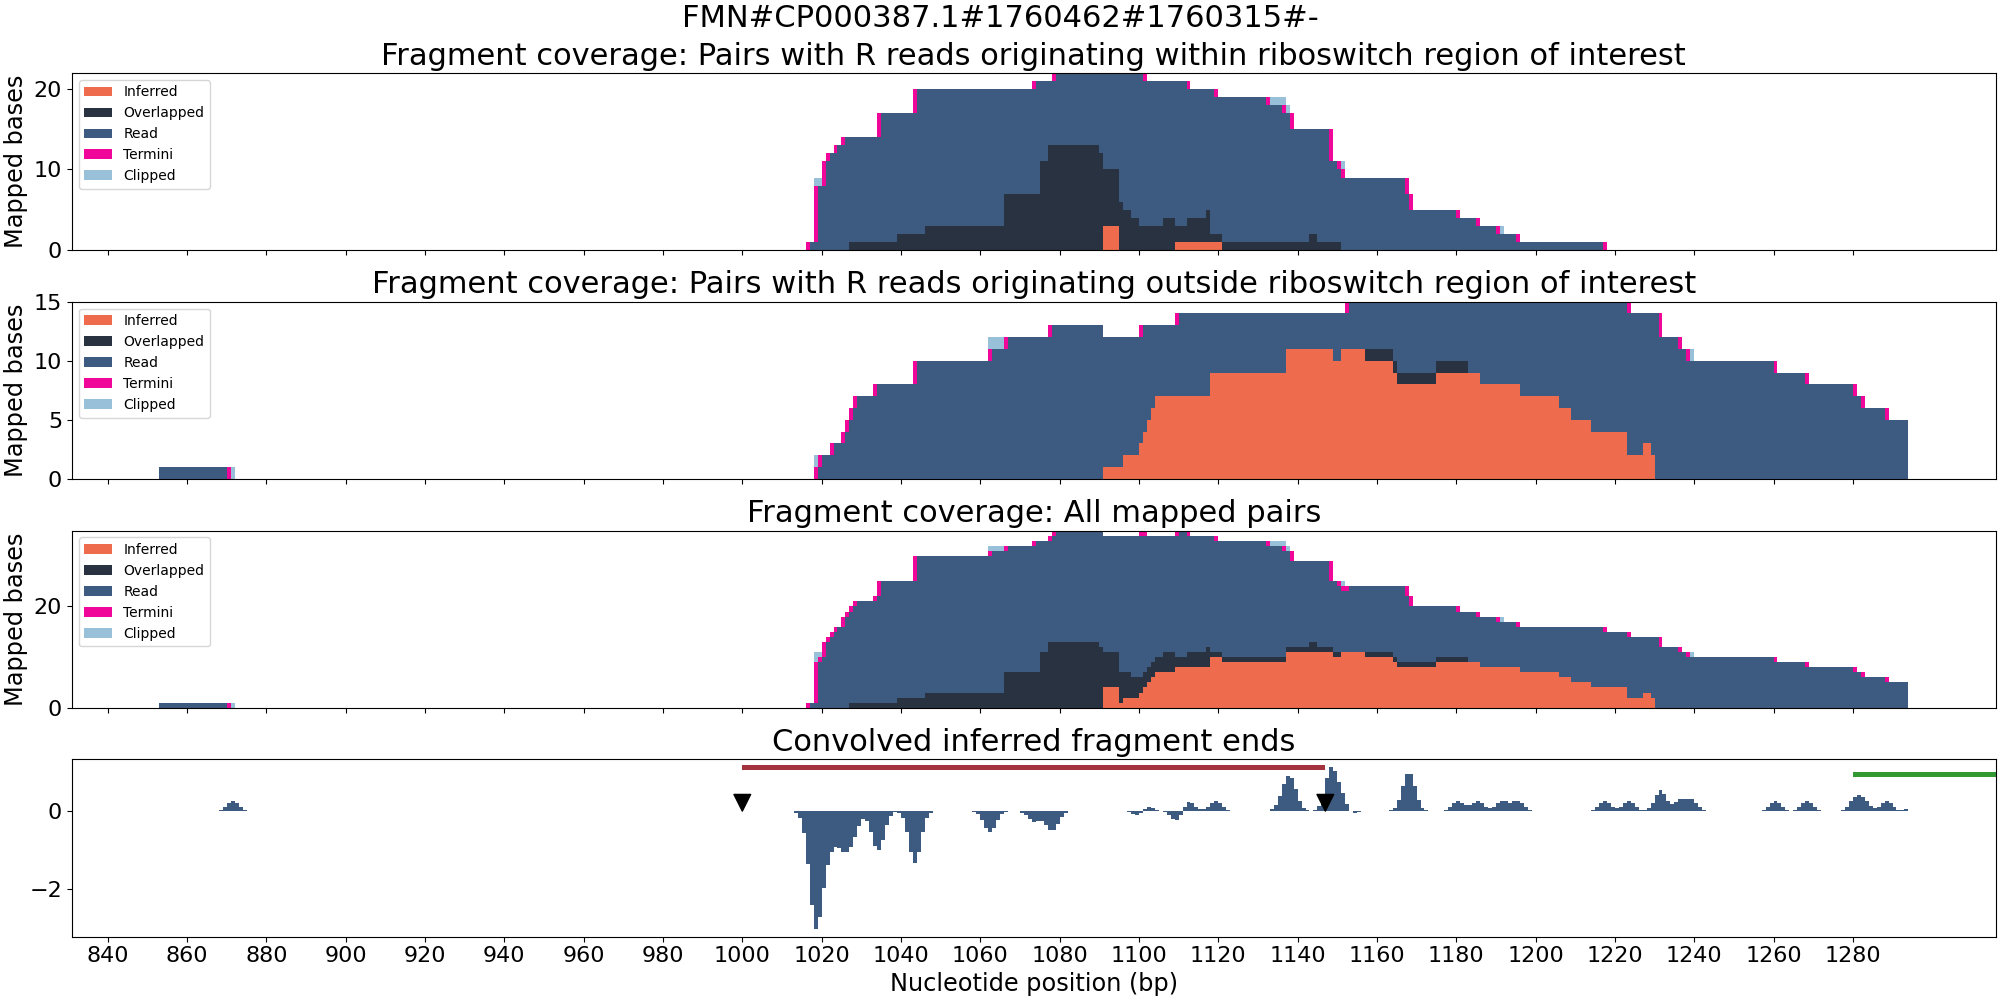 FMN#CP000387.1#1760462#1760315#-
Fragment coverage: Pairs with R reads originating within riboswitch region of interest
Mapped bases
20
10
0
Inferred
Overlapped
Read
Termini
Clipped
Fragment coverage: Pairs with R reads originating outside riboswitch region of interest
Mapped bases
15
10
5
0
Inferred
Overlapped
Read
Termini
Clipped
Fragment coverage: All mapped pairs
Mapped bases
20
0
Inferred
Overlapped
Read
Termini
Clipped
Convolved inferred fragment ends
0
−2
840 860 880 900 920 940 960 980 1000 1020 1040 1060 1080 1100 1120 1140 1160 1180 1200 1220 1240 1260 1280
Nucleotide position (bp)